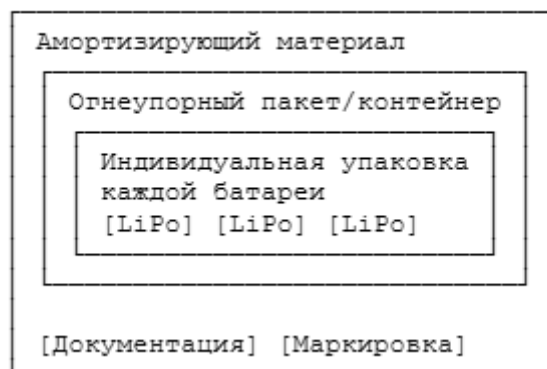 Амортизирующий материал
Огнеупорный пакет/контейнер
Индивидуальная упаковка
каждой батареи
[LiPo] [LiPo] [LiPo]
[Документация] [Маркировка]